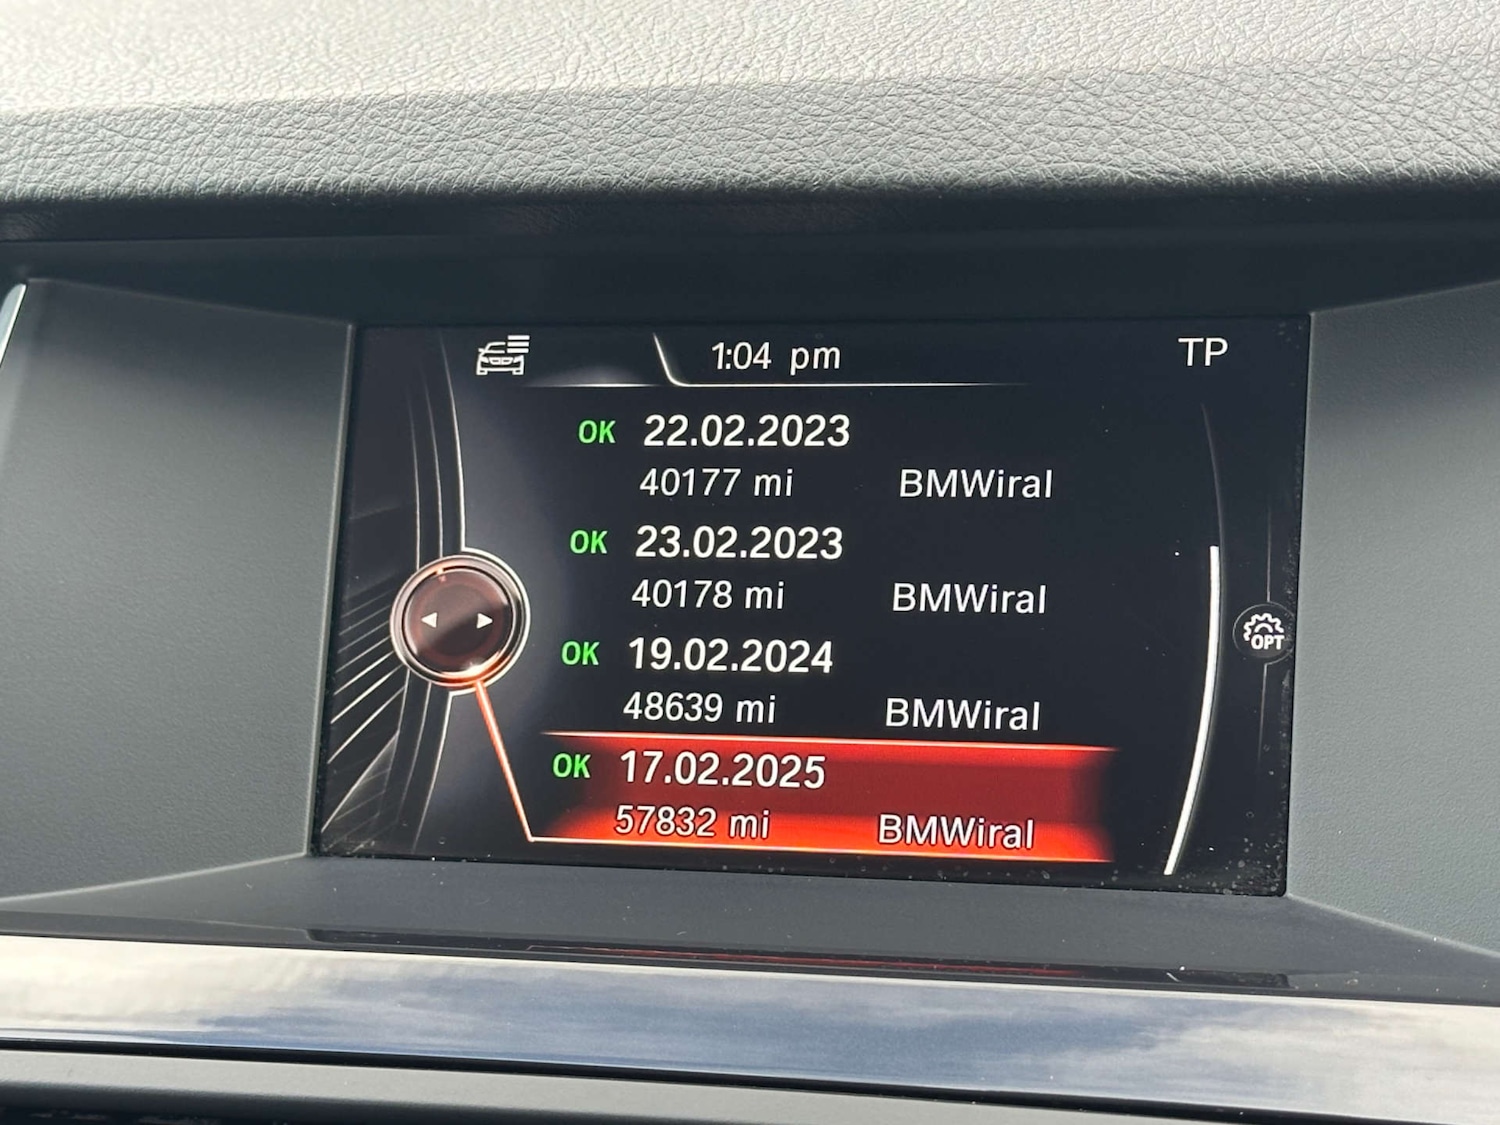 1:04 pm TP
OK 22.02.2023
40177 mi BMWiral
OK 23.02.2023
40178 mi BMWiral
OK 19.02.2024
48639 mi BMWiral
OK 17.02.2025
57832 mi BMWiral
OPT